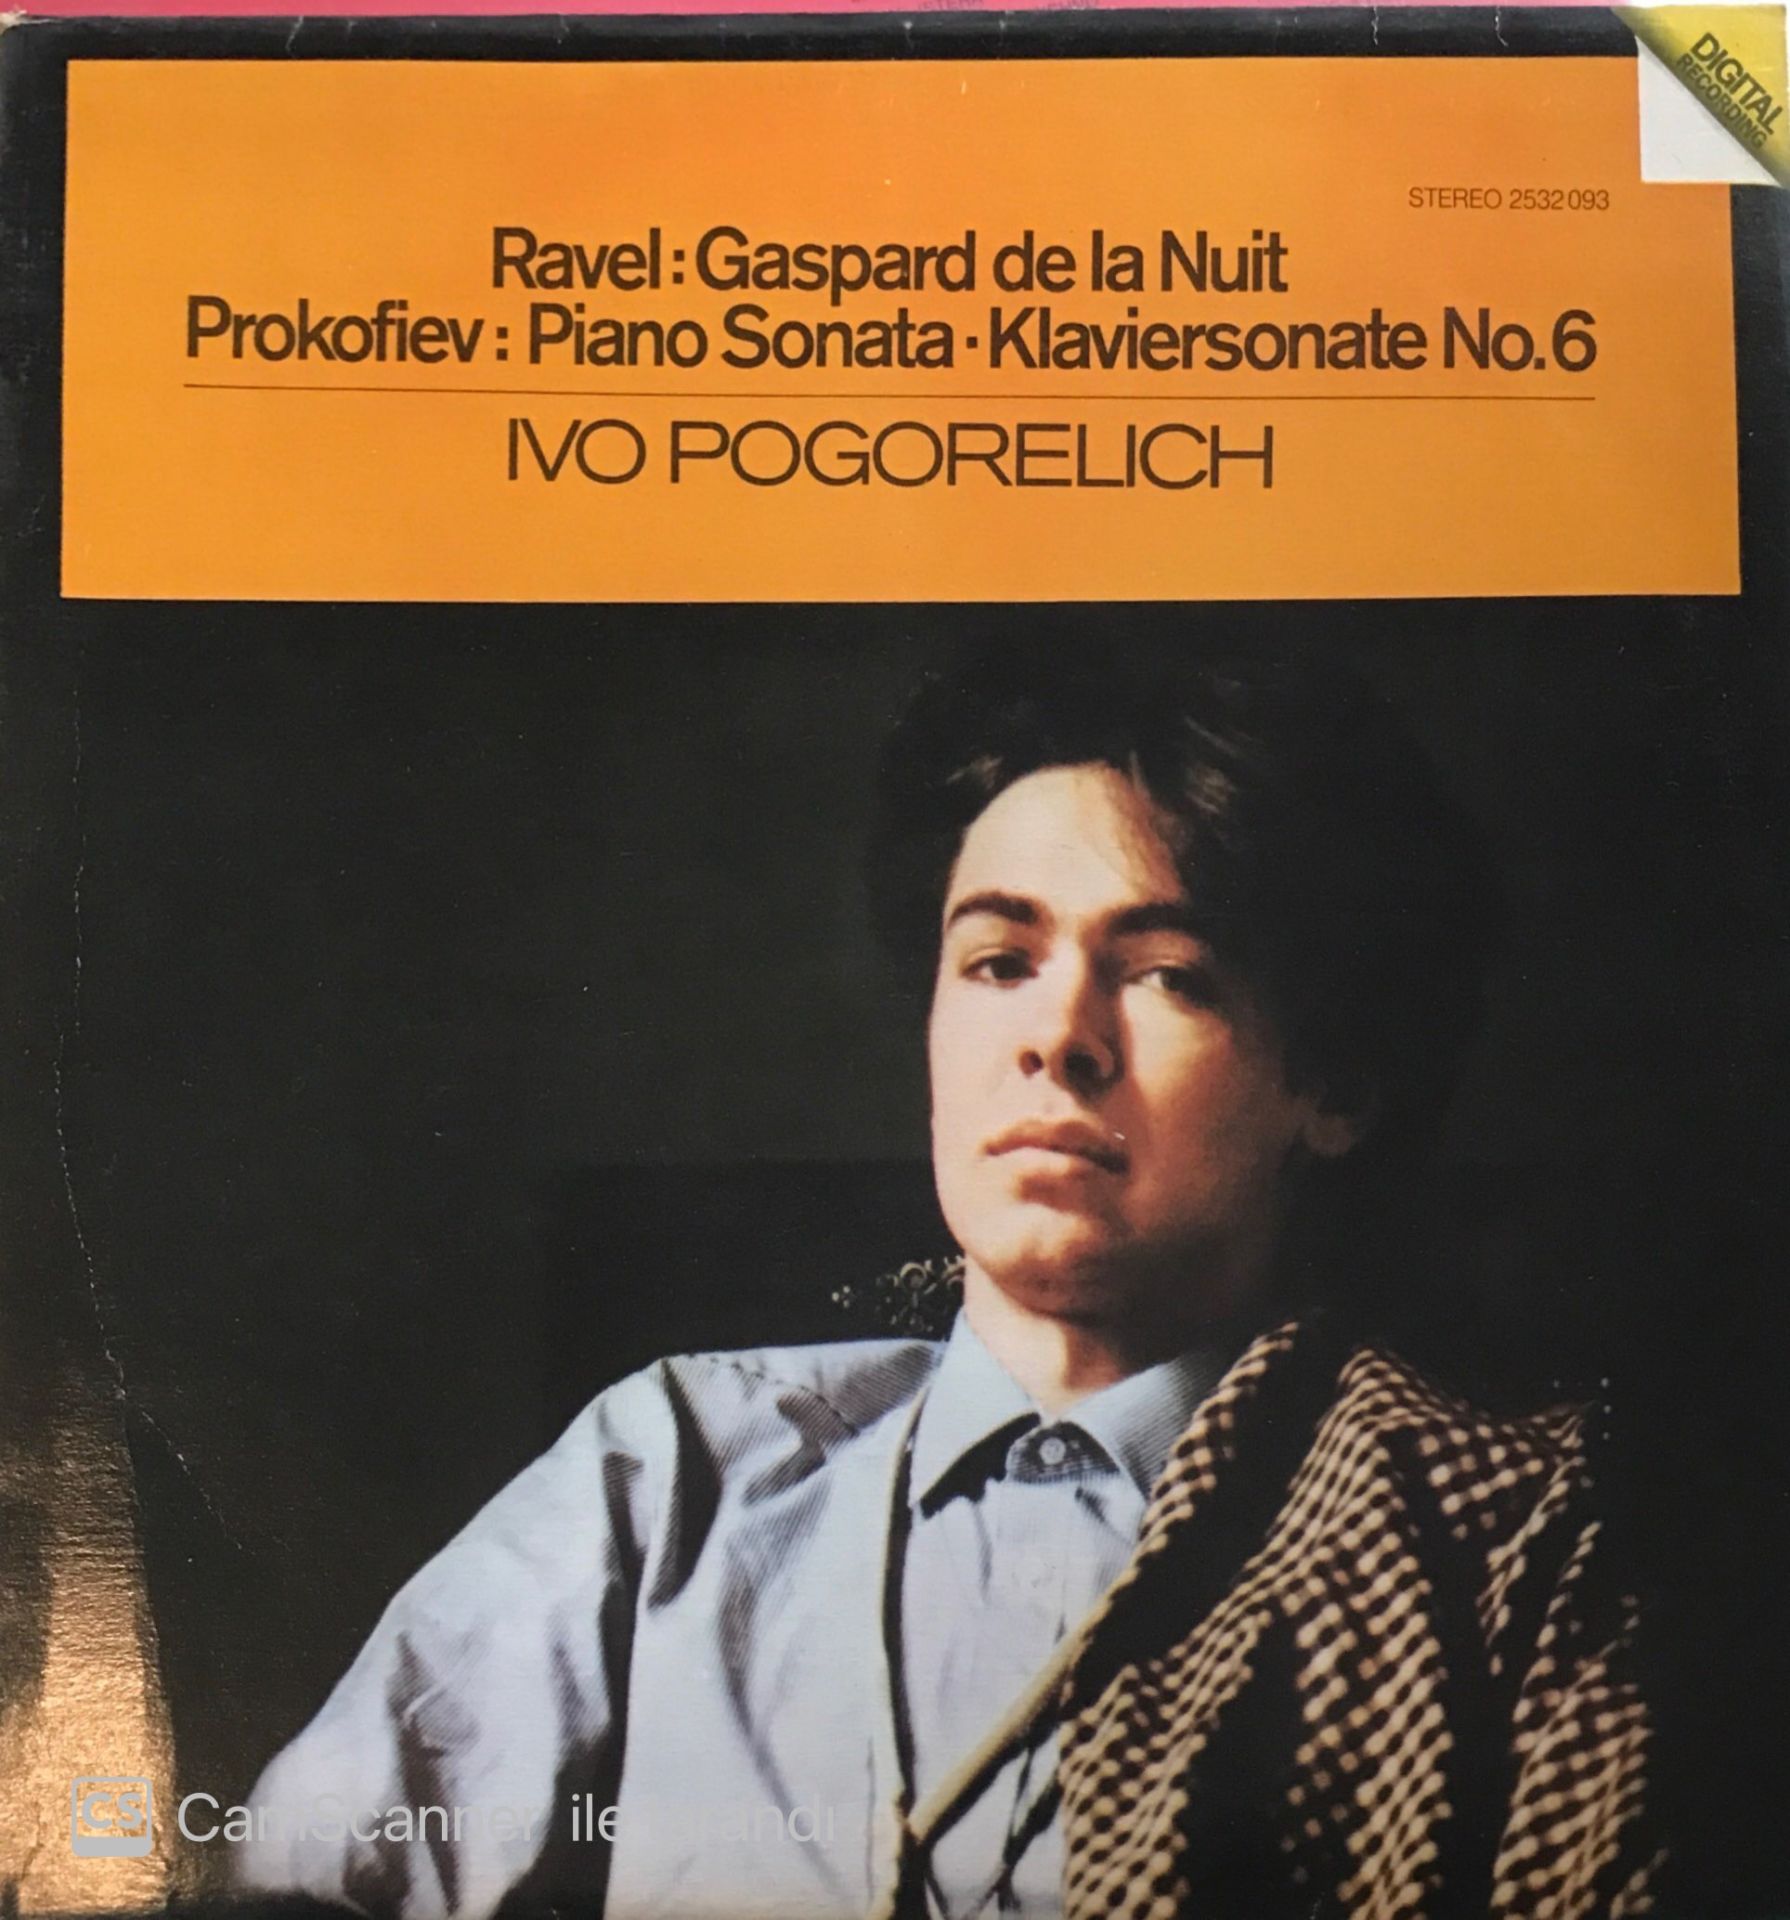 DIGITAL
RECORDING
STEREO 2532 093
Ravel: Gaspard de la Nuit
Prokofiev: Piano Sonata · Klaviersonate No. 6
IVO POGORELICH
CS CamScanner ile